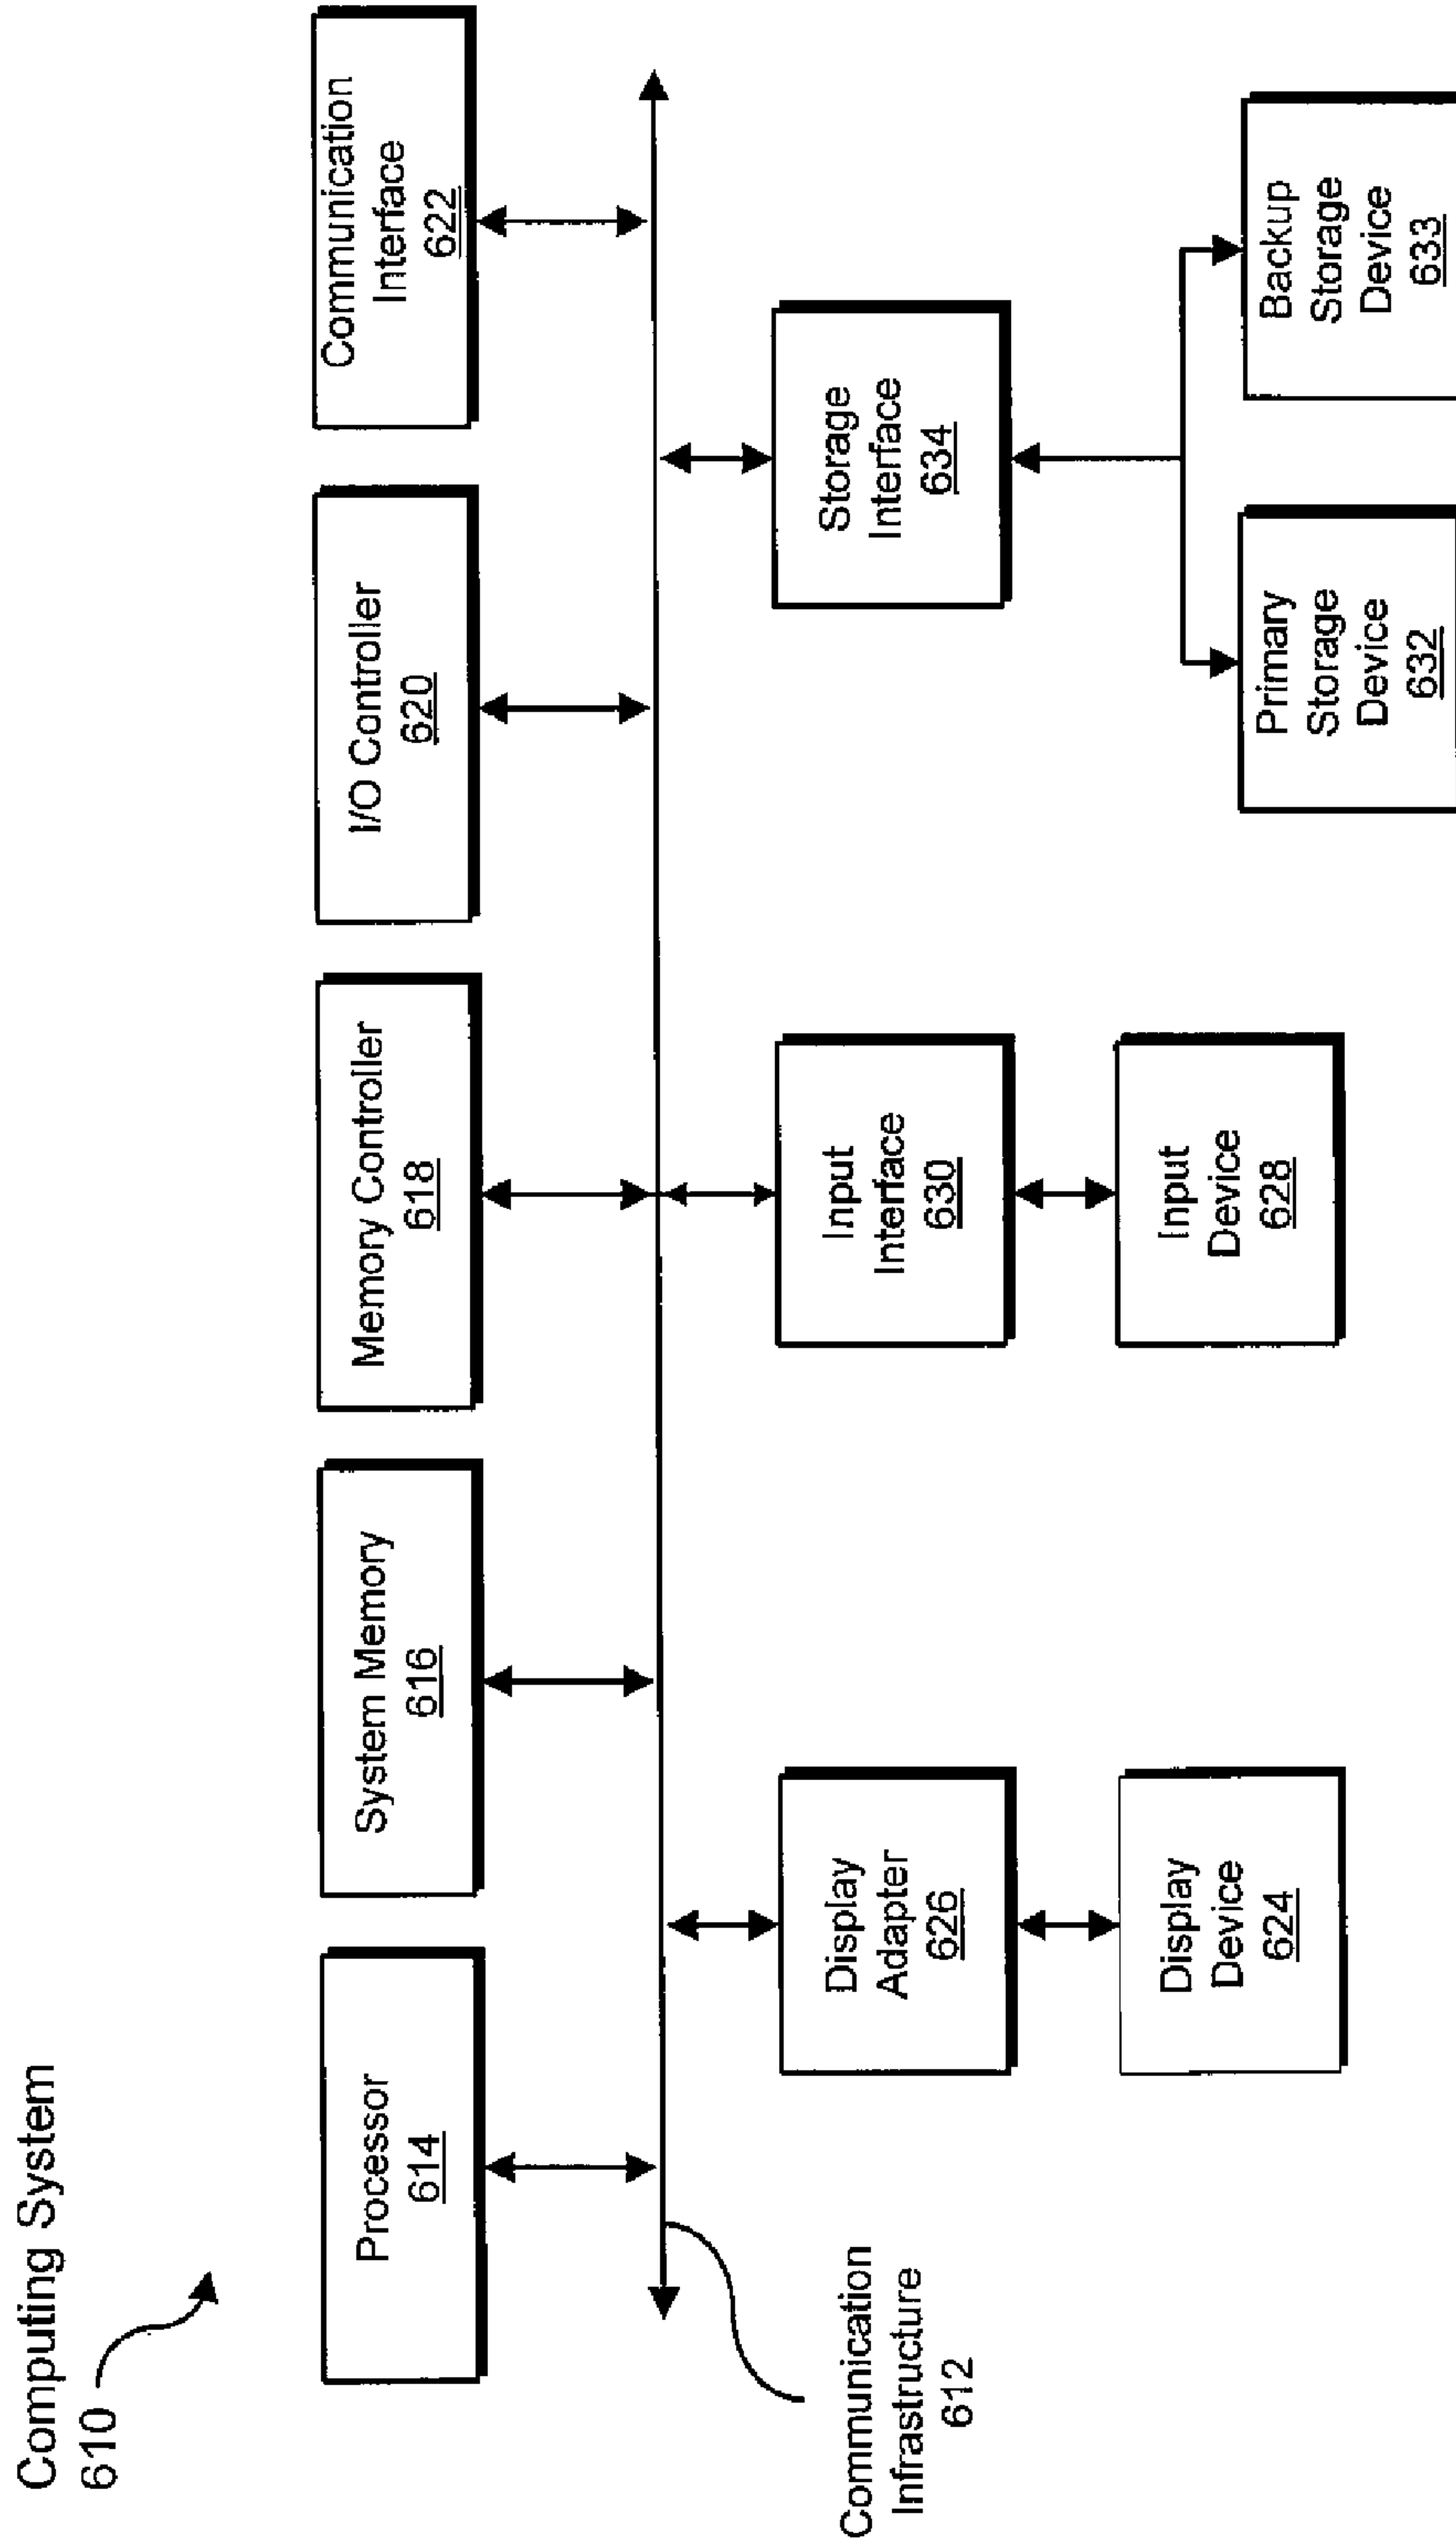 Computing System
610
Processor
614
System Memory
616
Memory Controller
618
I/O Controller
620
Communication
Interface
622
Communication
Infrastructure
612
Display
Adapter
626
Input
Interface
630
Storage
Interface
634
Display
Device
624
Input
Device
628
Primary
Storage
Device
632
Backup
Storage
Device
633